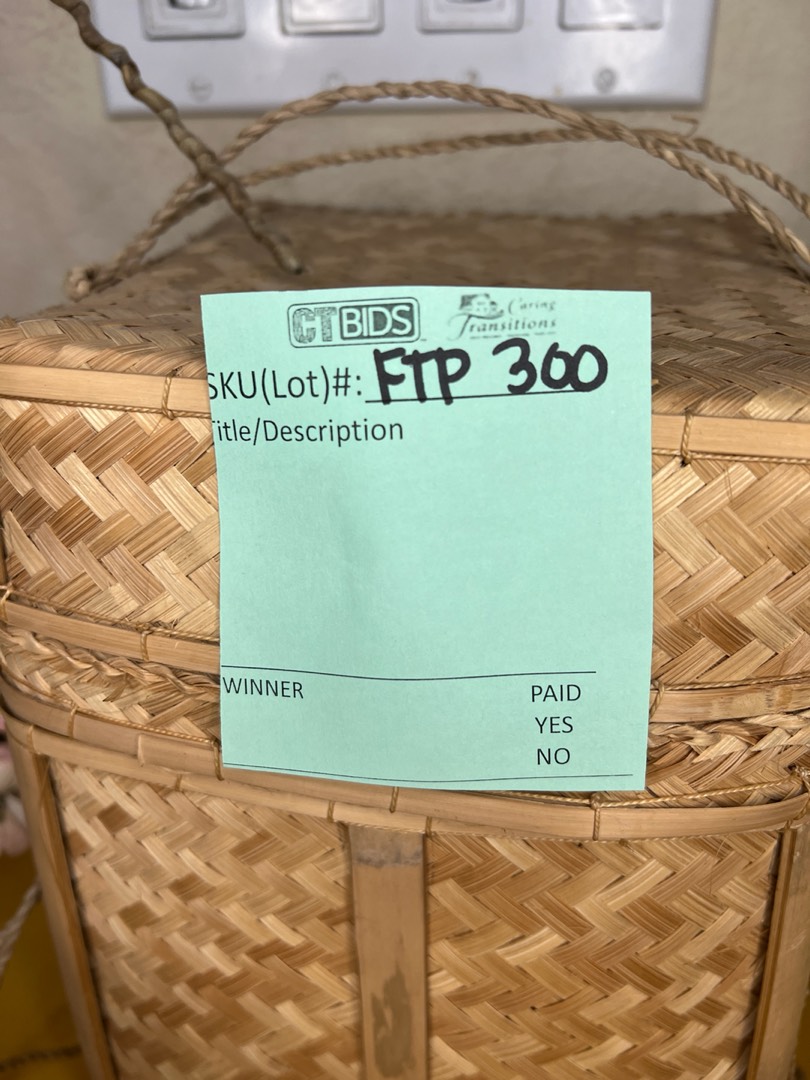 CTBIDS
Caring
Transitions
SKU(Lot)#: FTP 300
Title/Description
WINNER PAID
YES
NO